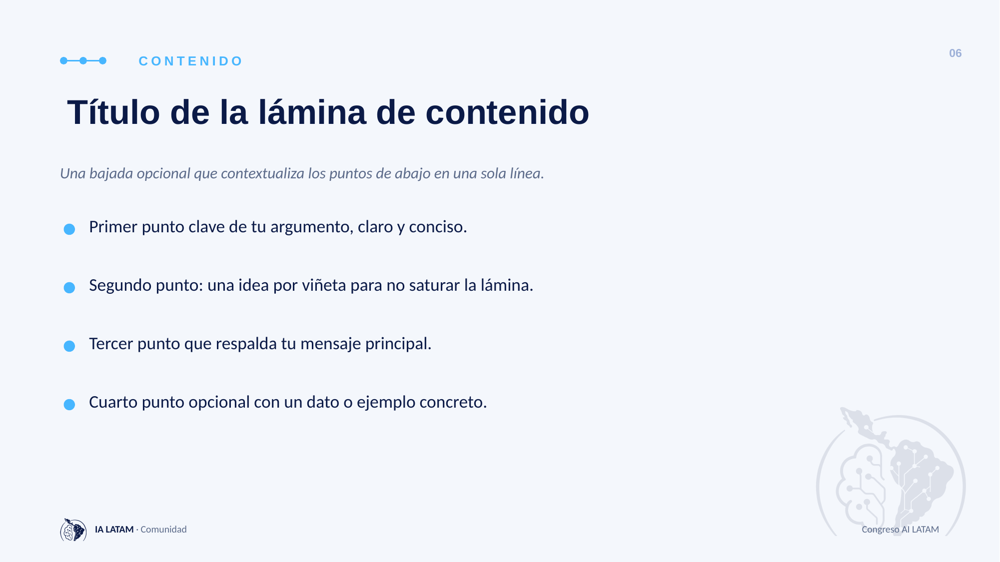 CONTENIDO
06
Título de la lámina de contenido
Una bajada opcional que contextualiza los puntos de abajo en una sola línea.
Primer punto clave de tu argumento, claro y conciso.
Segundo punto: una idea por viñeta para no saturar la lámina.
Tercer punto que respalda tu mensaje principal.
Cuarto punto opcional con un dato o ejemplo concreto.
IA LATAM · Comunidad
Congreso AI LATAM